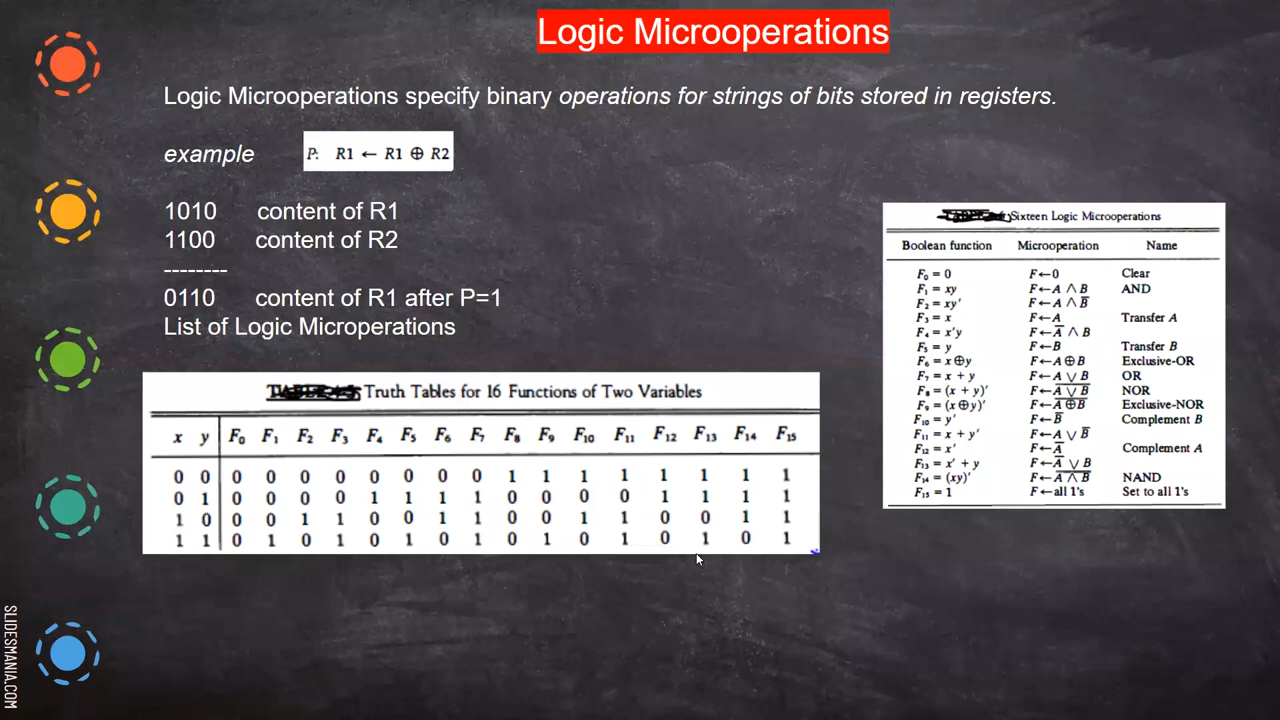 Logic Microoperations
Logic Microoperations specify binary operations for strings of bits stored in registers.
example P: R1 ← R1 ⊕ R2
1010 content of R1
1100 content of R2
--------
0110 content of R1 after P=1
List of Logic Microperations
Truth Tables for 16 Functions of Two Variables
x y F₀ F₁ F₂ F₃ F₄ F₅ F₆ F₇ F₈ F₉ F₁₀ F₁₁ F₁₂ F₁₃ F₁₄ F₁₅
0 0 0 0 0 0 0 0 0 0 1 1 1 1 1 1 1 1
0 1 0 0 0 0 1 1 1 1 0 0 0 0 1 1 1 1
1 0 0 0 1 1 0 0 1 1 0 0 1 1 0 0 1 1
1 1 0 1 0 1 0 1 0 1 0 1 0 1 0 1 0 1
Sixteen Logic Microoperations
Boolean function Microoperation Name
F₀ = 0 F←0 Clear
F₁ = xy F←A ∧ B AND
F₂ = xy' F←A ∧ B̅
F₃ = x F←A Transfer A
F₄ = x'y F←A̅ ∧ B
F₅ = y F←B Transfer B
F₆ = x⊕y F←A ⊕ B Exclusive-OR
F₇ = x + y F←A ∨ B OR
F₈ = (x + y)' F←A̅ ̅∨̅ ̅B̅ NOR
F₉ = (x⊕y)' F←A̅ ̅⊕̅ ̅B̅ Exclusive-NOR
F₁₀ = y' F←B̅ Complement B
F₁₁ = x + y' F←A ∨ B̅
F₁₂ = x' F←A̅ Complement A
F₁₃ = x' + y F←A̅ ∨ B
F₁₄ = (xy)' F←A̅ ̅∧̅ ̅B̅ NAND
F₁₅ = 1 F←all 1's Set to all 1's
SLIDESMANIA.COM